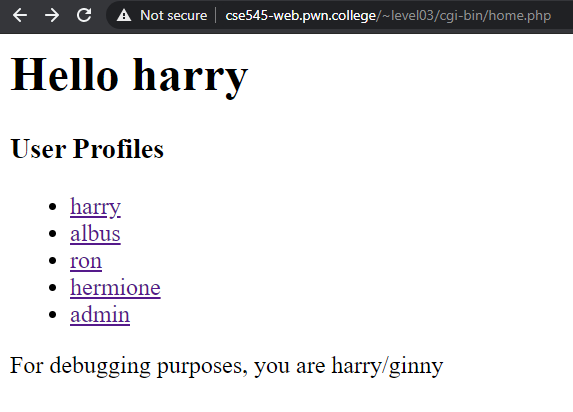 Not secure | cse545-web.pwn.college/~level03/cgi-bin/home.php
Hello harry
User Profiles
harry
albus
ron
hermione
admin
For debugging purposes, you are harry/ginny